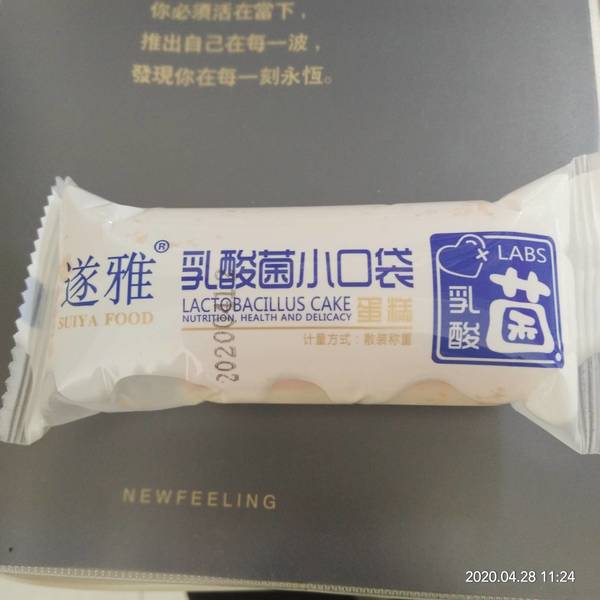 你必須活在當下，
推出自己在每一波，
發現你在每一刻永恆。
遂雅®
SUIYA FOOD
乳酸菌小口袋
LACTOBACILLUS CAKE
NUTRITION, HEALTH AND DELICACY
蛋糕
计量方式：散装称重
LABS
乳酸
菌
NEWFEELING
2020.04.28 11:24